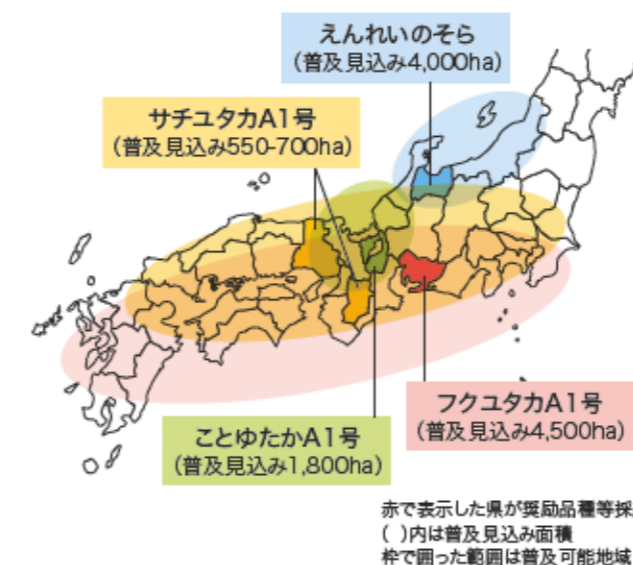 えんれいのそら
(普及見込み4,000ha)
サチユタカA1号
(普及見込み550-700ha)
フクユタカA1号
(普及見込み4,500ha)
ことゆたかA1号
(普及見込み1,800ha)
赤で表示した県が奨励品種等採
( )内は普及見込み面積
枠で囲った範囲は普及可能地域